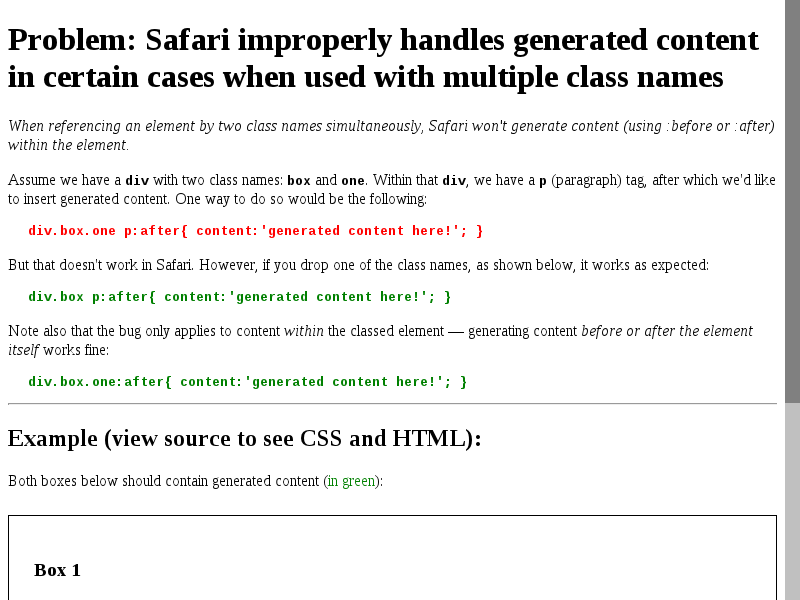 Problem: Safari improperly handles generated content
in certain cases when used with multiple class names
When referencing an element by two class names simultaneously, Safari won't generate content (using :before or :after)
within the element.
Assume we have a div with two class names: box and one. Within that div, we have a p (paragraph) tag, after which we'd like
to insert generated content. One way to do so would be the following:
div.box.one p:after{ content:'generated content here!'; }
But that doesn't work in Safari. However, if you drop one of the class names, as shown below, it works as expected:
div.box p:after{ content:'generated content here!'; }
Note also that the bug only applies to content within the classed element — generating content before or after the element
itself works fine:
div.box.one:after{ content:'generated content here!'; }
Example (view source to see CSS and HTML):
Both boxes below should contain generated content (in green):
Box 1